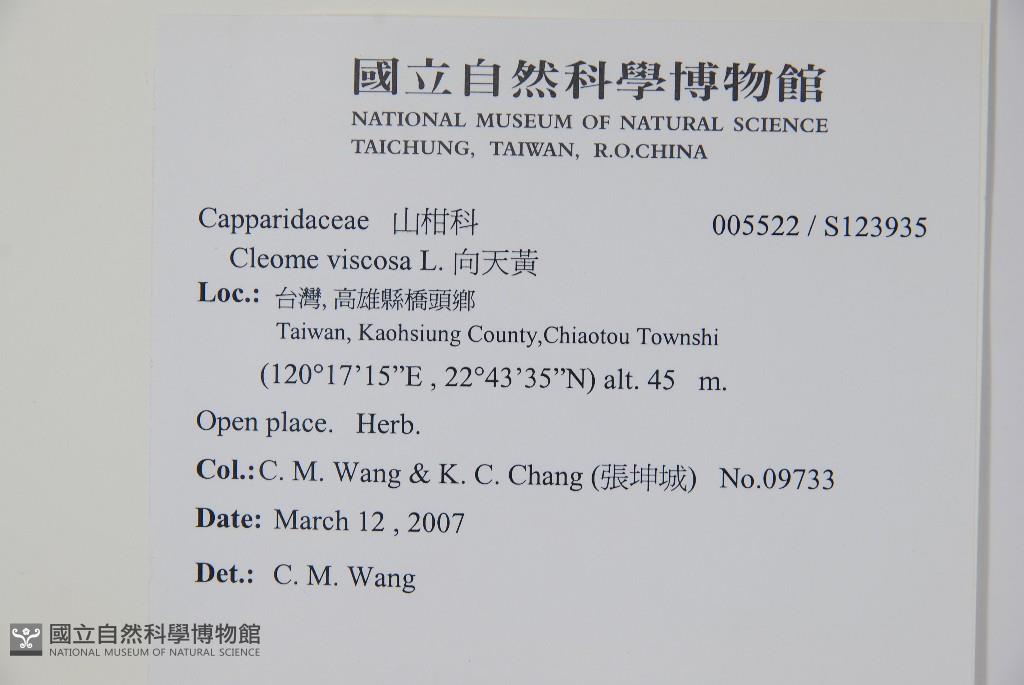 國立自然科學博物館
NATIONAL MUSEUM OF NATURAL SCIENCE
TAICHUNG, TAIWAN, R.O.CHINA
Capparidaceae 山柑科 005522 / S123935
Cleome viscosa L. 向天黃
Loc.: 台灣, 高雄縣橋頭鄉
Taiwan, Kaohsiung County,Chiaotou Townshi
(120°17’15”E , 22°43’35”N) alt. 45 m.
Open place. Herb.
Col.: C. M. Wang & K. C. Chang (張坤城) No.09733
Date: March 12 , 2007
Det.: C. M. Wang
國立自然科學博物館
NATIONAL MUSEUM OF NATURAL SCIENCE